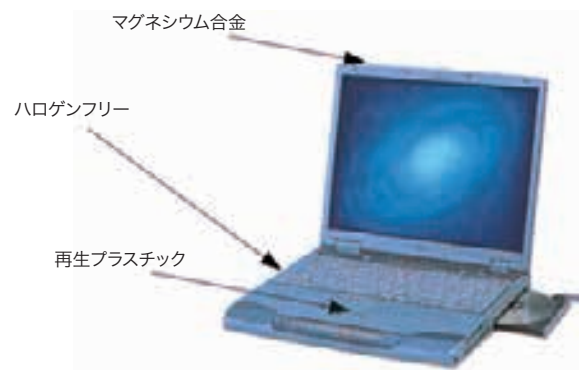 マグネシウム合金
ハロゲンフリー
再生プラスチック